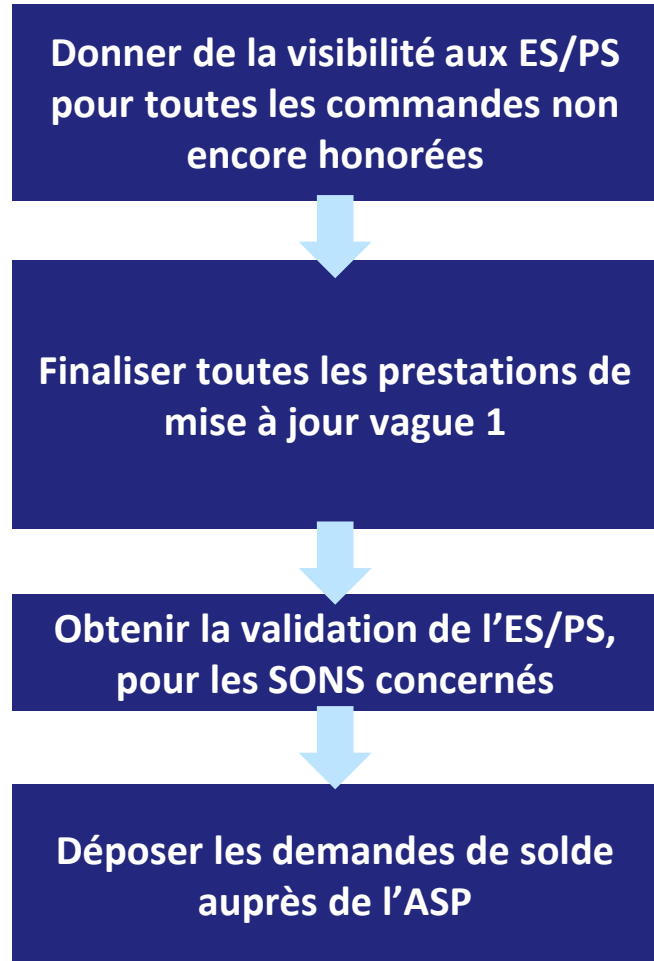 Donner de la visibilité aux ES/PS
pour toutes les commandes non
encore honorées
Finaliser toutes les prestations de
mise à jour vague 1
Obtenir la validation de l’ES/PS,
pour les SONS concernés
Déposer les demandes de solde
auprès de l’ASP